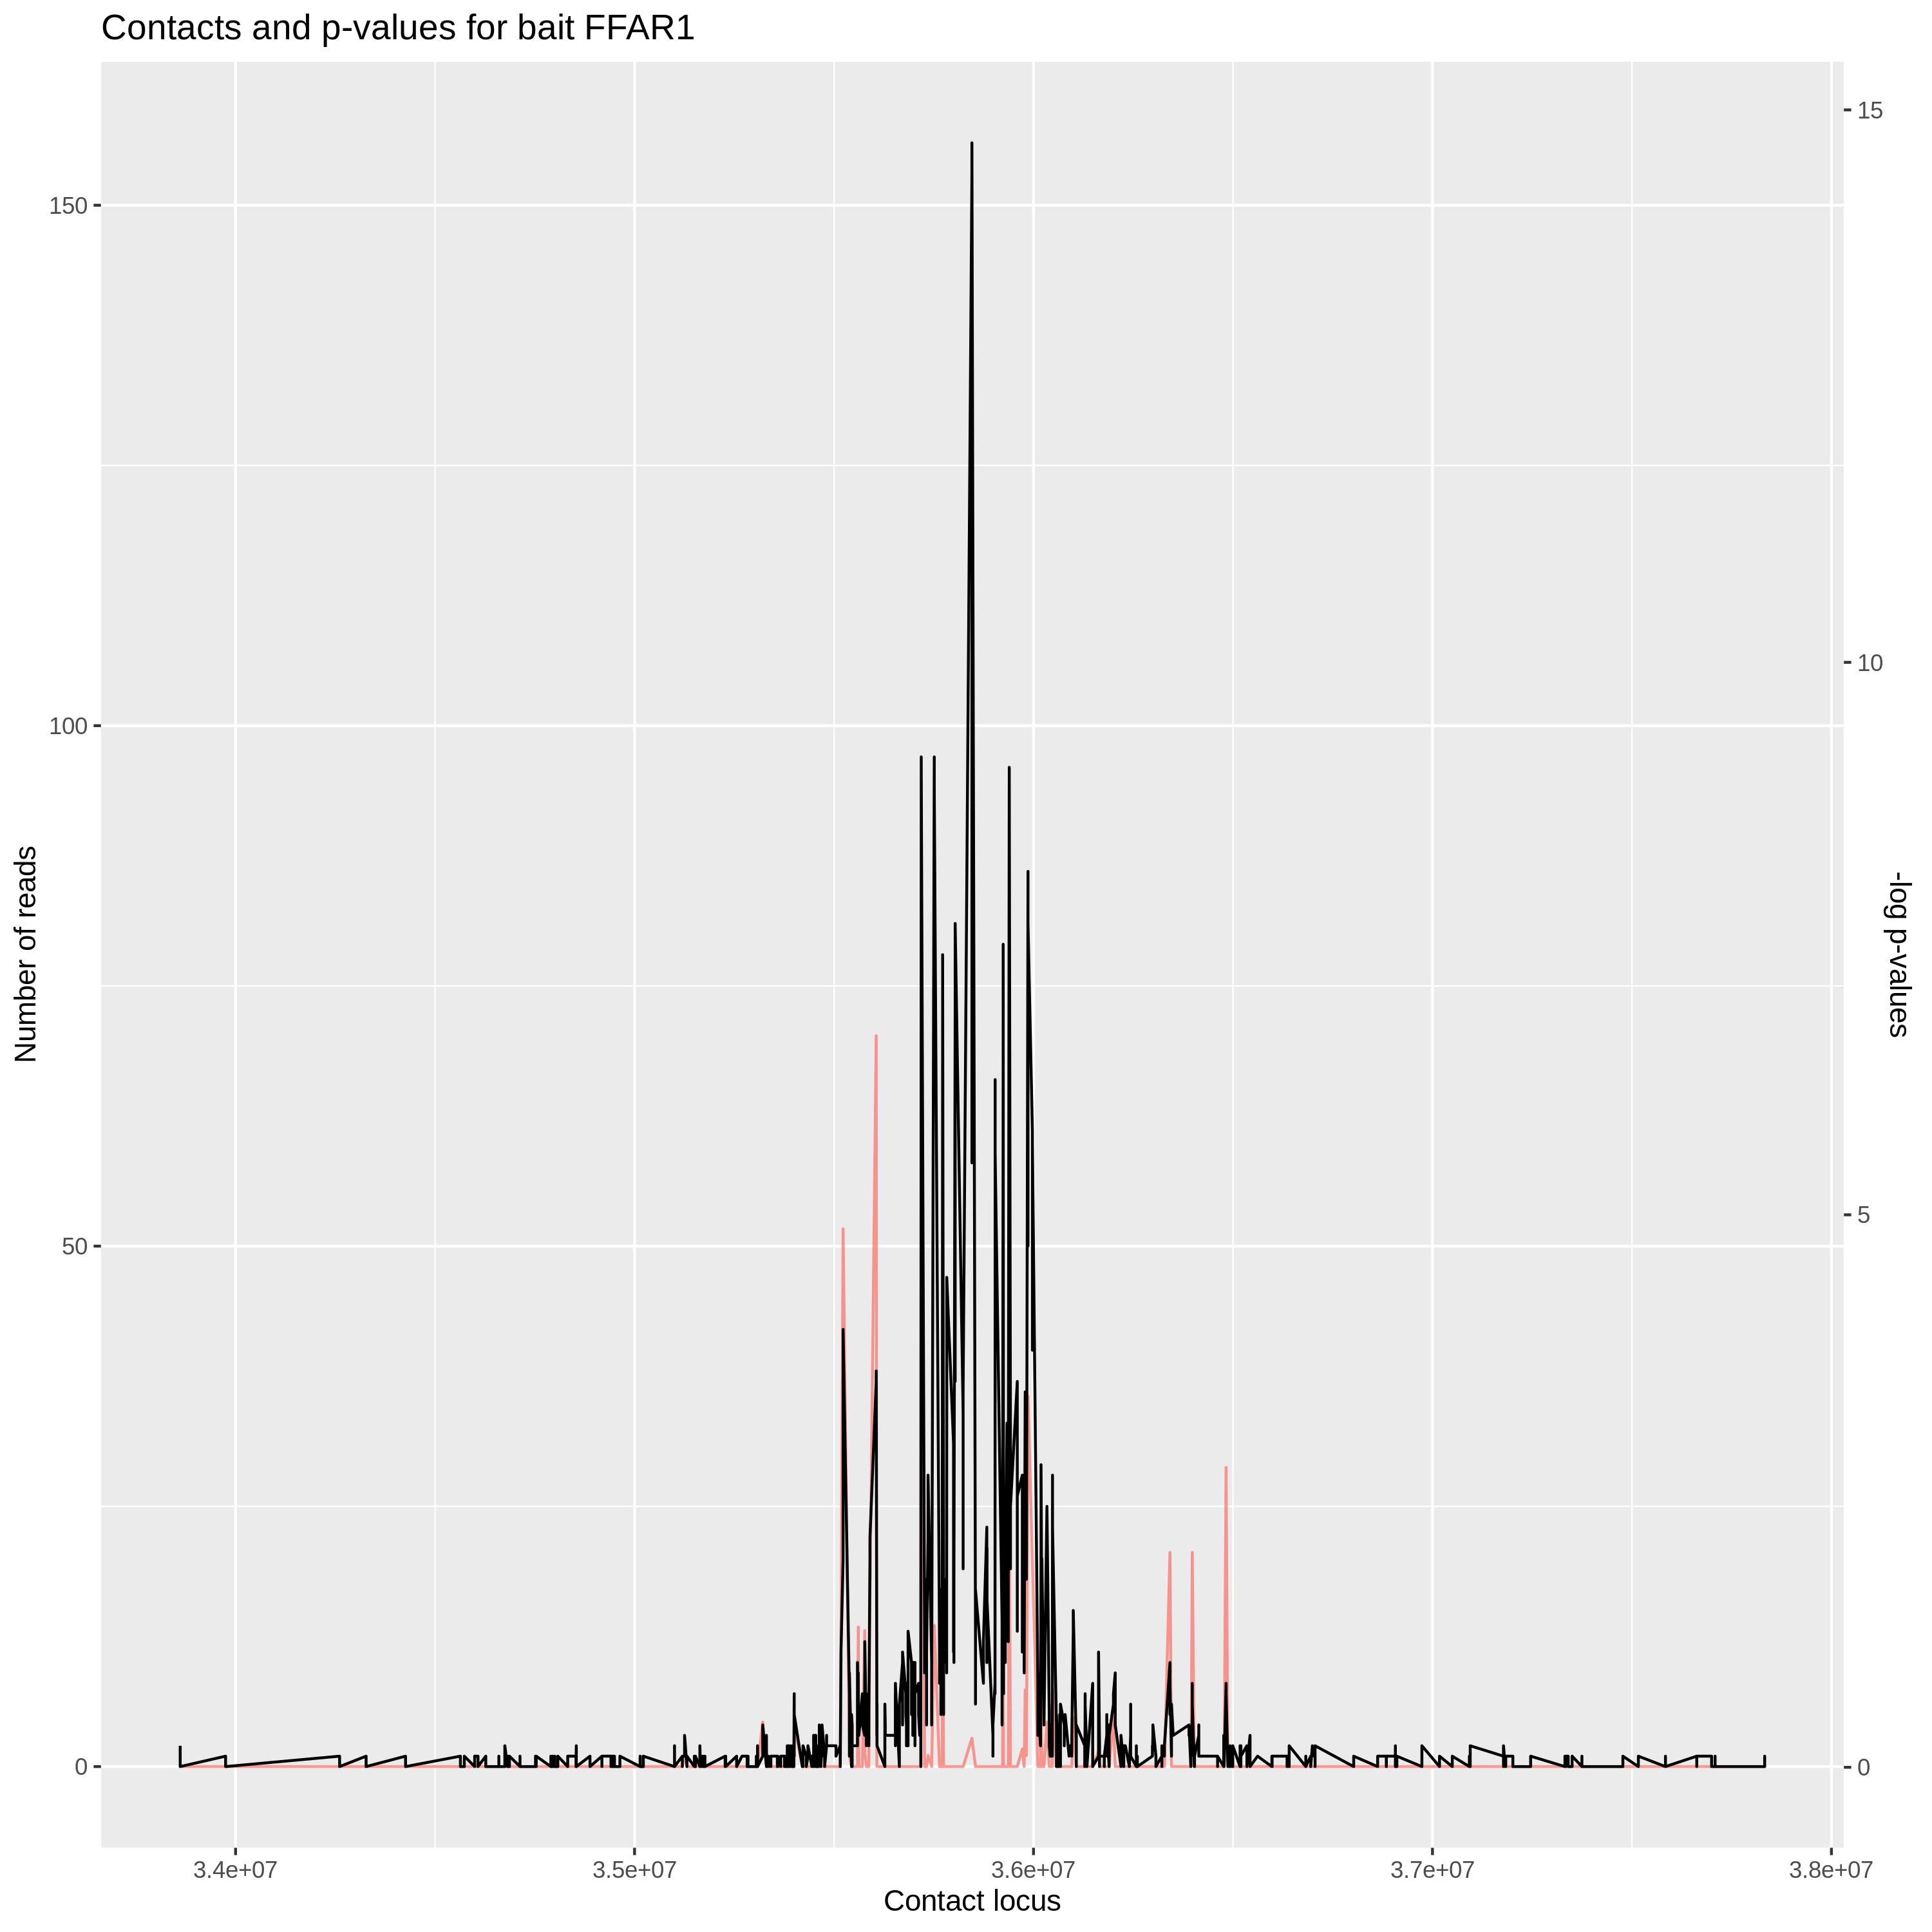 Contacts and p-values for bait FFAR1
150
100
50
0
Number of reads
15
10
5
0
-log p-values
3.4e+07
3.5e+07
3.6e+07
3.7e+07
3.8e+07
Contact locus